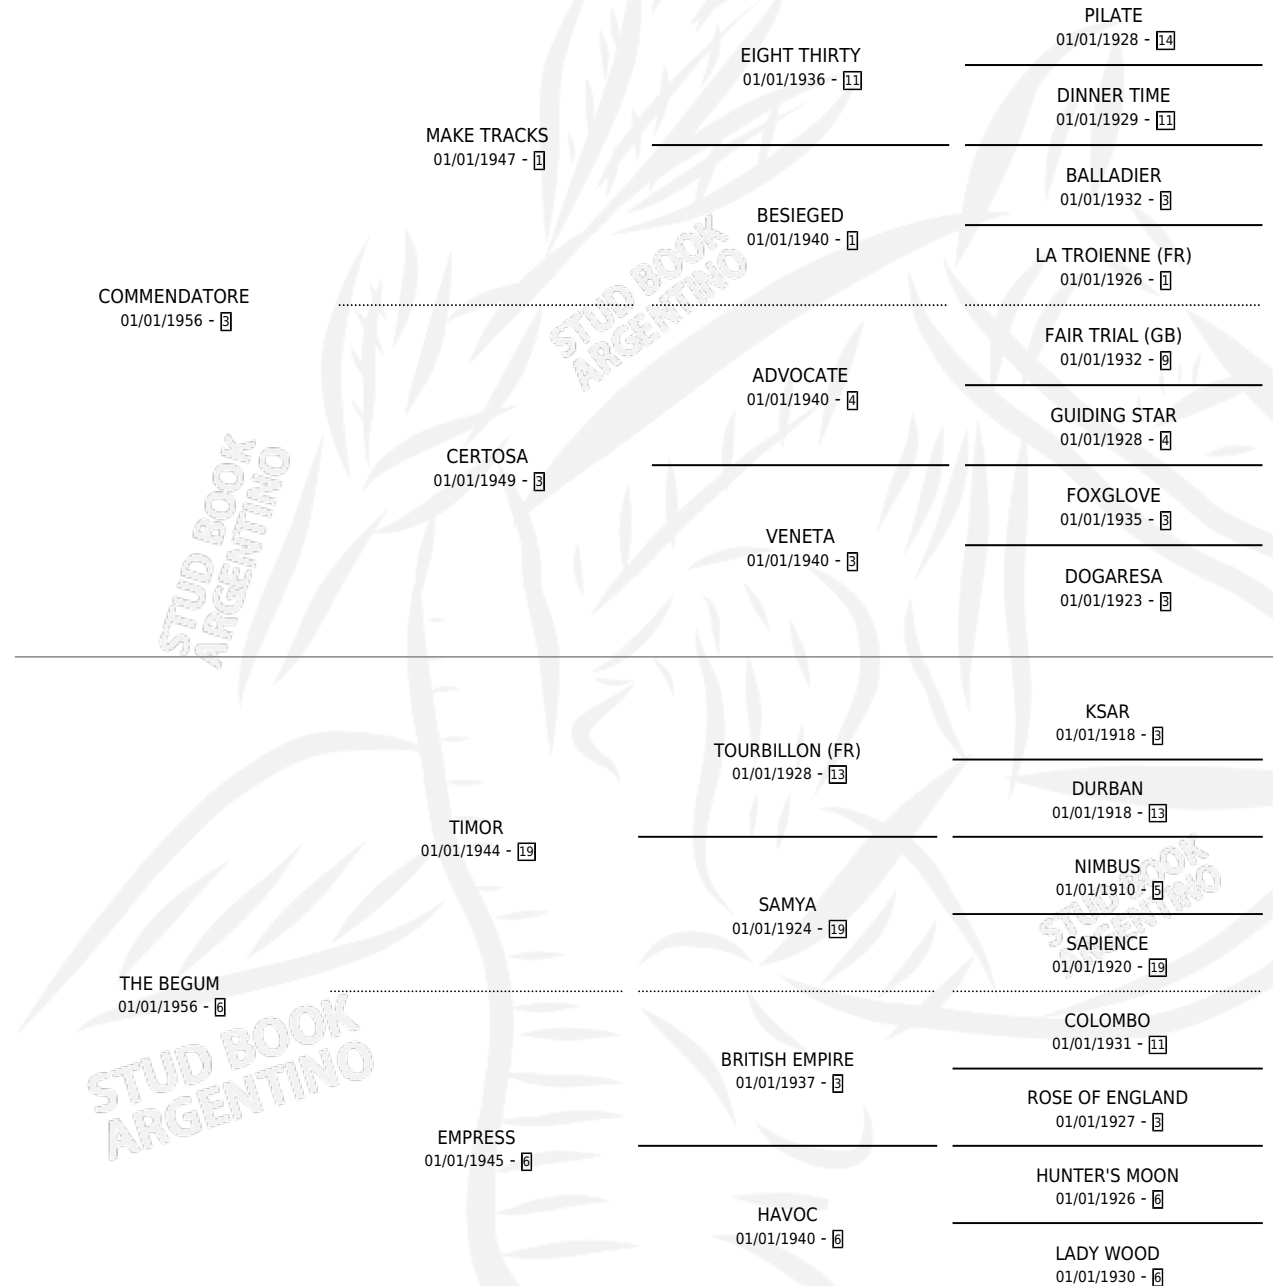 PILATE
01/01/1928 - 14
EIGHT THIRTY
01/01/1936 - 11
DINNER TIME
01/01/1929 - 11
MAKE TRACKS
01/01/1947 - 1
BALLADIER
01/01/1932 - 3
BESIEGED
01/01/1940 - 1
LA TROIENNE (FR)
01/01/1926 - 1
COMMENDATORE
01/01/1956 - 3
STUD BOOK
ARGENTINO
FAIR TRIAL (GB)
01/01/1932 - 9
ADVOCATE
01/01/1940 - 4
GUIDING STAR
01/01/1928 - 4
CERTOSA
01/01/1949 - 3
FOXGLOVE
01/01/1935 - 3
VENETA
01/01/1940 - 3
DOGARESA
01/01/1923 - 3
STUD BOOK
ARGENTINO
KSAR
01/01/1918 - 3
TOURBILLON (FR)
01/01/1928 - 13
DURBAN
01/01/1918 - 13
TIMOR
01/01/1944 - 19
NIMBUS
01/01/1910 - 5
SAMYA
01/01/1924 - 19
SAPIENCE
01/01/1920 - 19
STUD BOOK
ARGENTINO
THE BEGUM
01/01/1956 - 6
COLOMBO
01/01/1931 - 11
BRITISH EMPIRE
01/01/1937 - 3
ROSE OF ENGLAND
01/01/1927 - 3
STUD BOOK
ARGENTINO
EMPRESS
01/01/1945 - 6
HUNTER'S MOON
01/01/1926 - 6
HAVOC
01/01/1940 - 6
LADY WOOD
01/01/1930 - 6